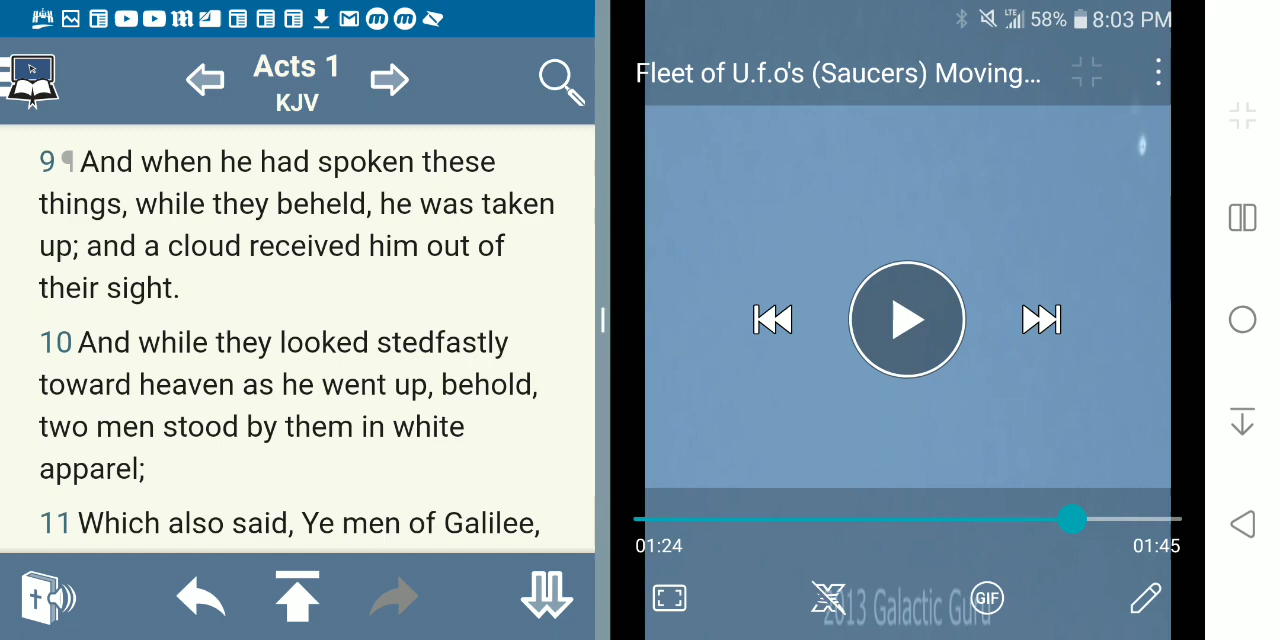 Acts 1
KJV
9 ¶ And when he had spoken these
things, while they beheld, he was taken
up; and a cloud received him out of
their sight.
10 And while they looked stedfastly
toward heaven as he went up, behold,
two men stood by them in white
apparel;
11 Which also said, Ye men of Galilee,
LTE 58% 8:03 PM
Fleet of U.f.o's (Saucers) Moving...
01:24
01:45
GIF
2013 Galactic Guru